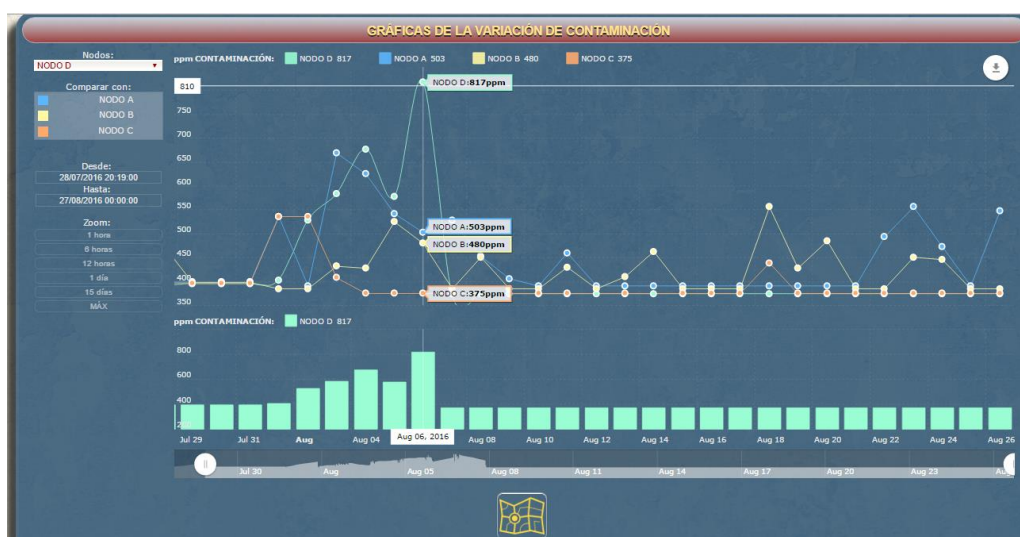 GRÁFICAS DE LA VARIACIÓN DE CONTAMINACIÓN
Nodos:
NODO D
Comparar con:
NODO A
NODO B
NODO C
Desde:
28/07/2016 20:19:00
Hasta:
27/08/2016 00:00:00
Zoom:
1 hora
6 horas
12 horas
1 día
15 días
MÁX
ppm CONTAMINACIÓN: NODO D 817 NODO A 503 NODO B 480 NODO C 375
810
750
700
650
600
550
500
450
400
350
NODO D:817ppm
NODO A:503ppm
NODO B:480ppm
NODO C:375ppm
ppm CONTAMINACIÓN: NODO D 817
800
600
400
Jul 29 Jul 31 Aug Aug 04 Aug 06, 2016 Aug 08 Aug 10 Aug 12 Aug 14 Aug 16 Aug 18 Aug 20 Aug 22 Aug 24 Aug 26
Jul 30 Aug Aug 05 Aug 08 Aug 11 Aug 14 Aug 17 Aug 20 Aug 23